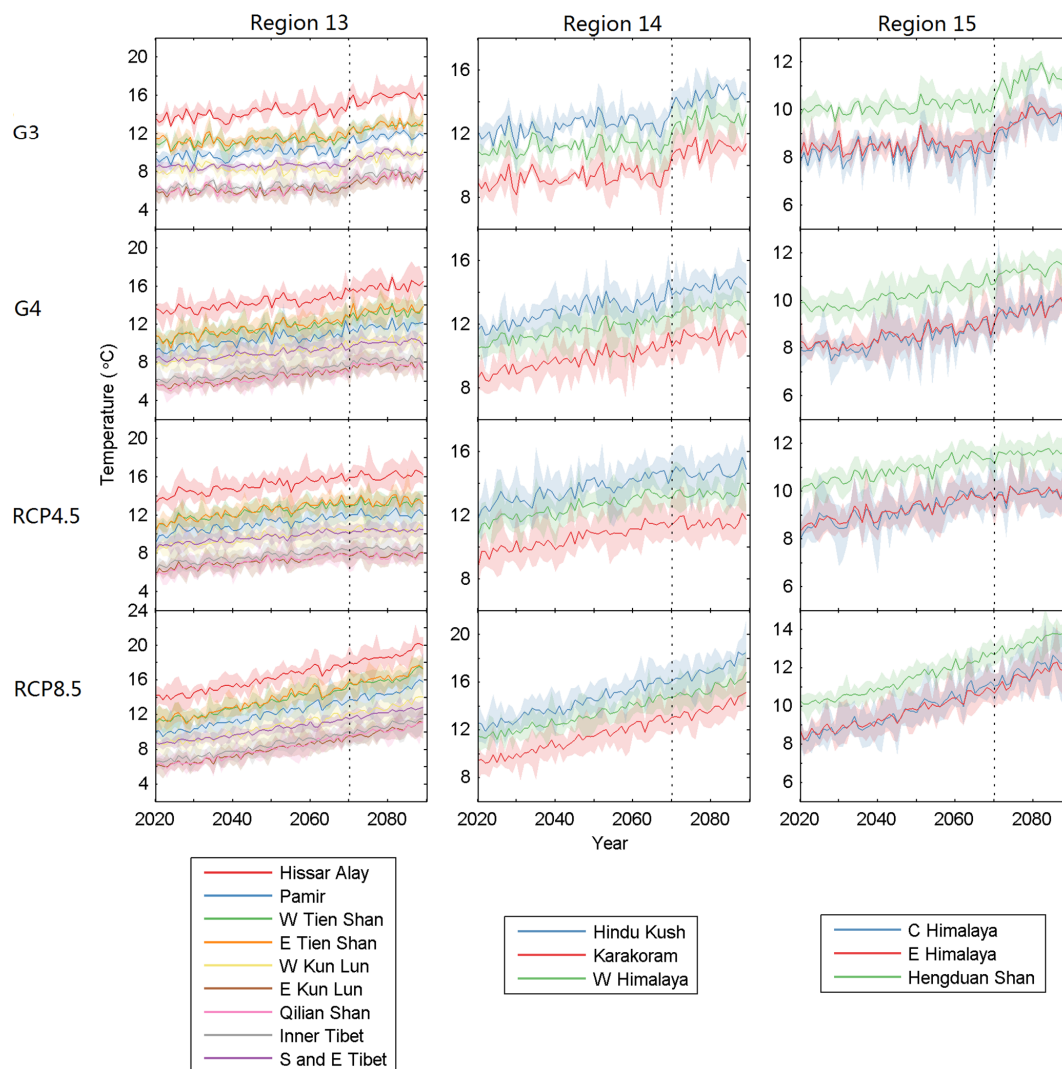 Region 13
Region 14
Region 15
G3
20
16
12
8
4
16
12
8
12
10
8
6
G4
20
16
12
8
4
16
12
8
12
10
8
6
Temperature (°C)
RCP4.5
20
16
12
8
4
16
12
8
12
10
8
6
RCP8.5
24
20
16
12
8
4
20
16
12
8
14
12
10
8
6
2020 2040 2060 2080
2020 2040 2060 2080
2020 2040 2060 2080
Year
Hissar Alay
Pamir
W Tien Shan
E Tien Shan
W Kun Lun
E Kun Lun
Qilian Shan
Inner Tibet
S and E Tibet
Hindu Kush
Karakoram
W Himalaya
C Himalaya
E Himalaya
Hengduan Shan